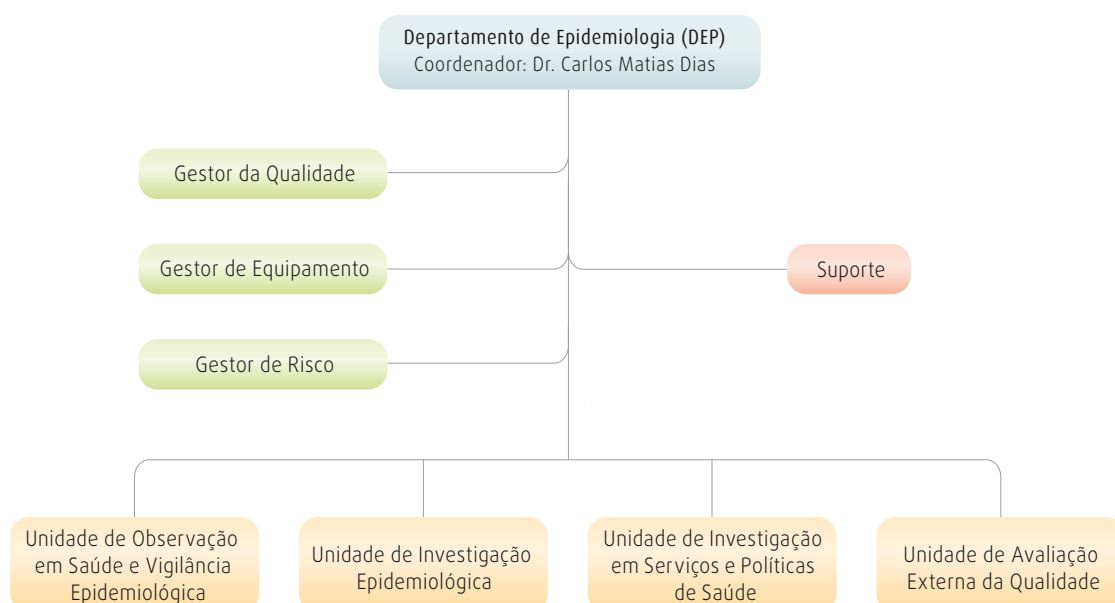 Departamento de Epidemiologia (DEP)
Coordenador: Dr. Carlos Matias Dias
Gestor da Qualidade
Gestor de Equipamento
Suporte
Gestor de Risco
Unidade de Observação
em Saúde e Vigilância
Epidemiológica
Unidade de Investigação
Epidemiológica
Unidade de Investigação
em Serviços e Políticas
de Saúde
Unidade de Avaliação
Externa da Qualidade